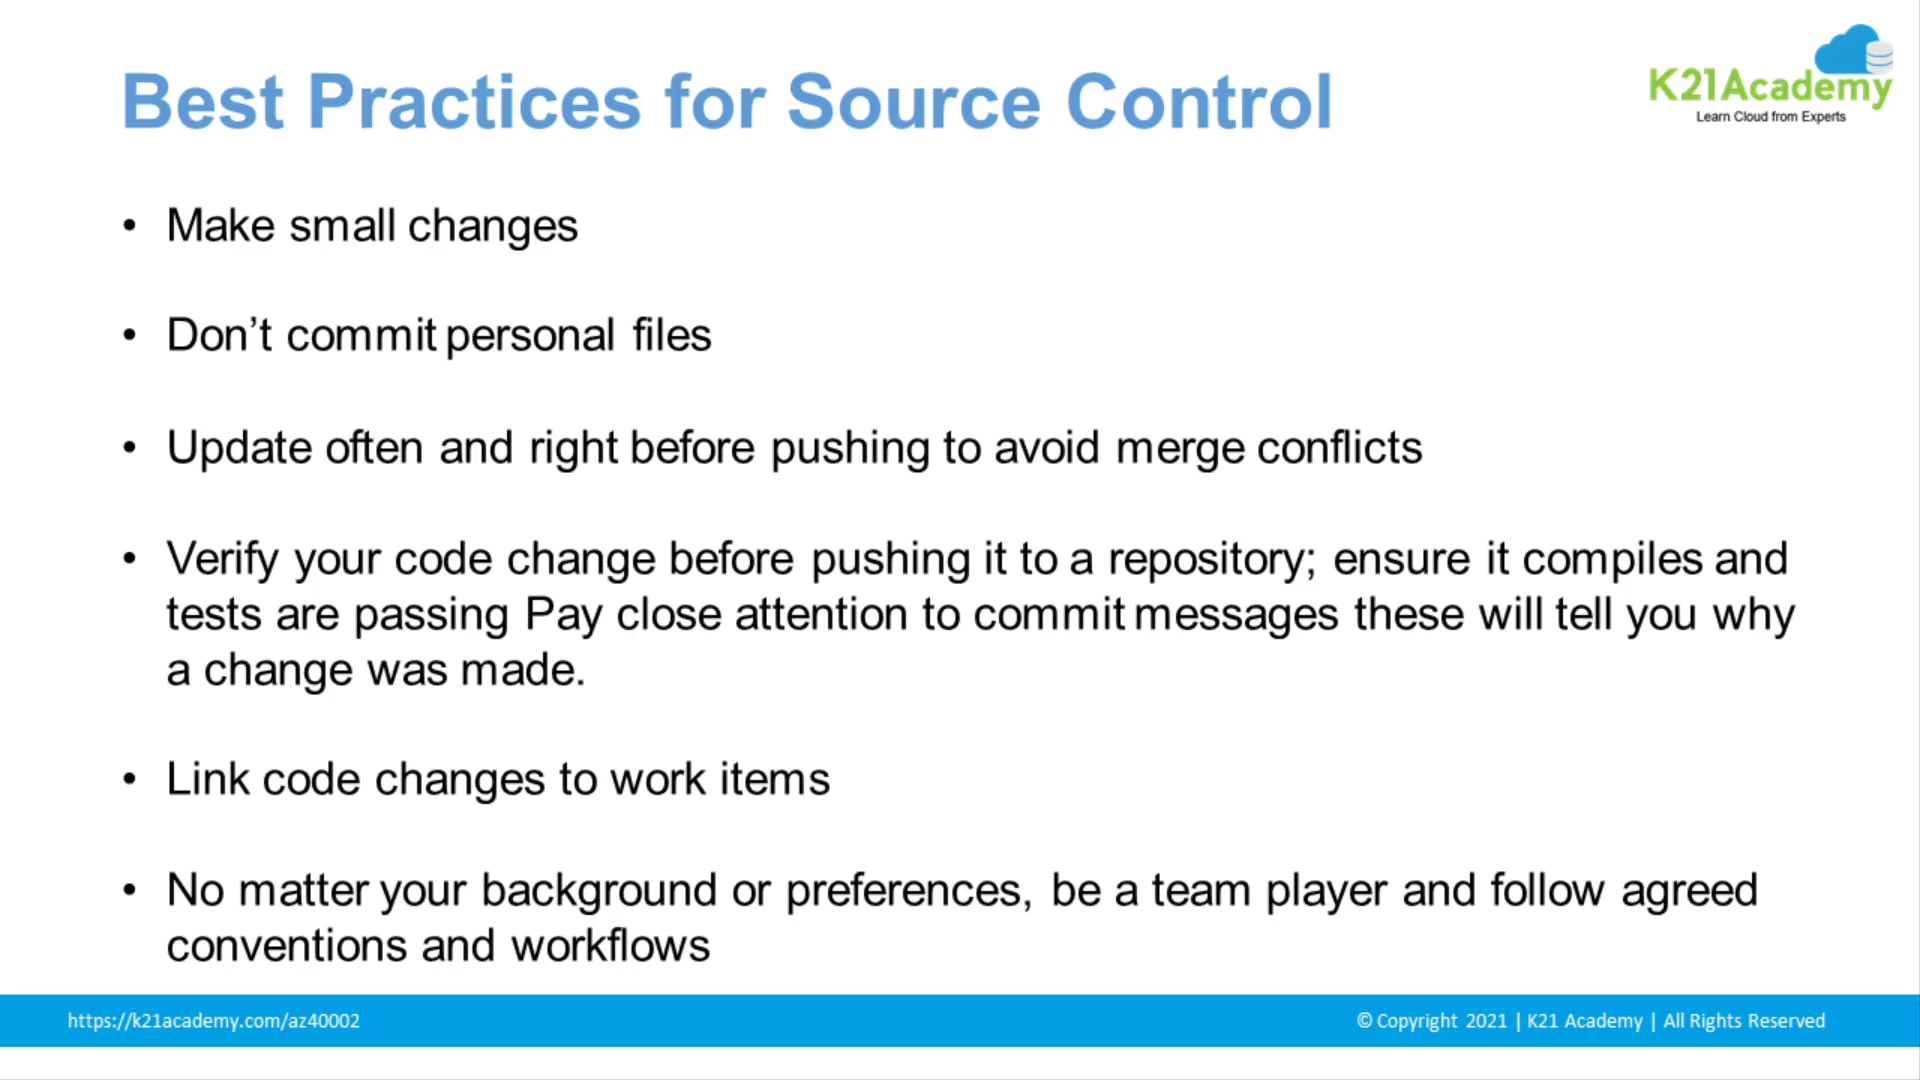 Best Practices for Source Control
K21Academy
Learn Cloud from Experts
• Make small changes
• Don’t commit personal files
• Update often and right before pushing to avoid merge conflicts
• Verify your code change before pushing it to a repository; ensure it compiles and
tests are passing Pay close attention to commit messages these will tell you why
a change was made.
• Link code changes to work items
• No matter your background or preferences, be a team player and follow agreed
conventions and workflows
https://k21academy.com/az40002
© Copyright 2021 | K21 Academy | All Rights Reserved